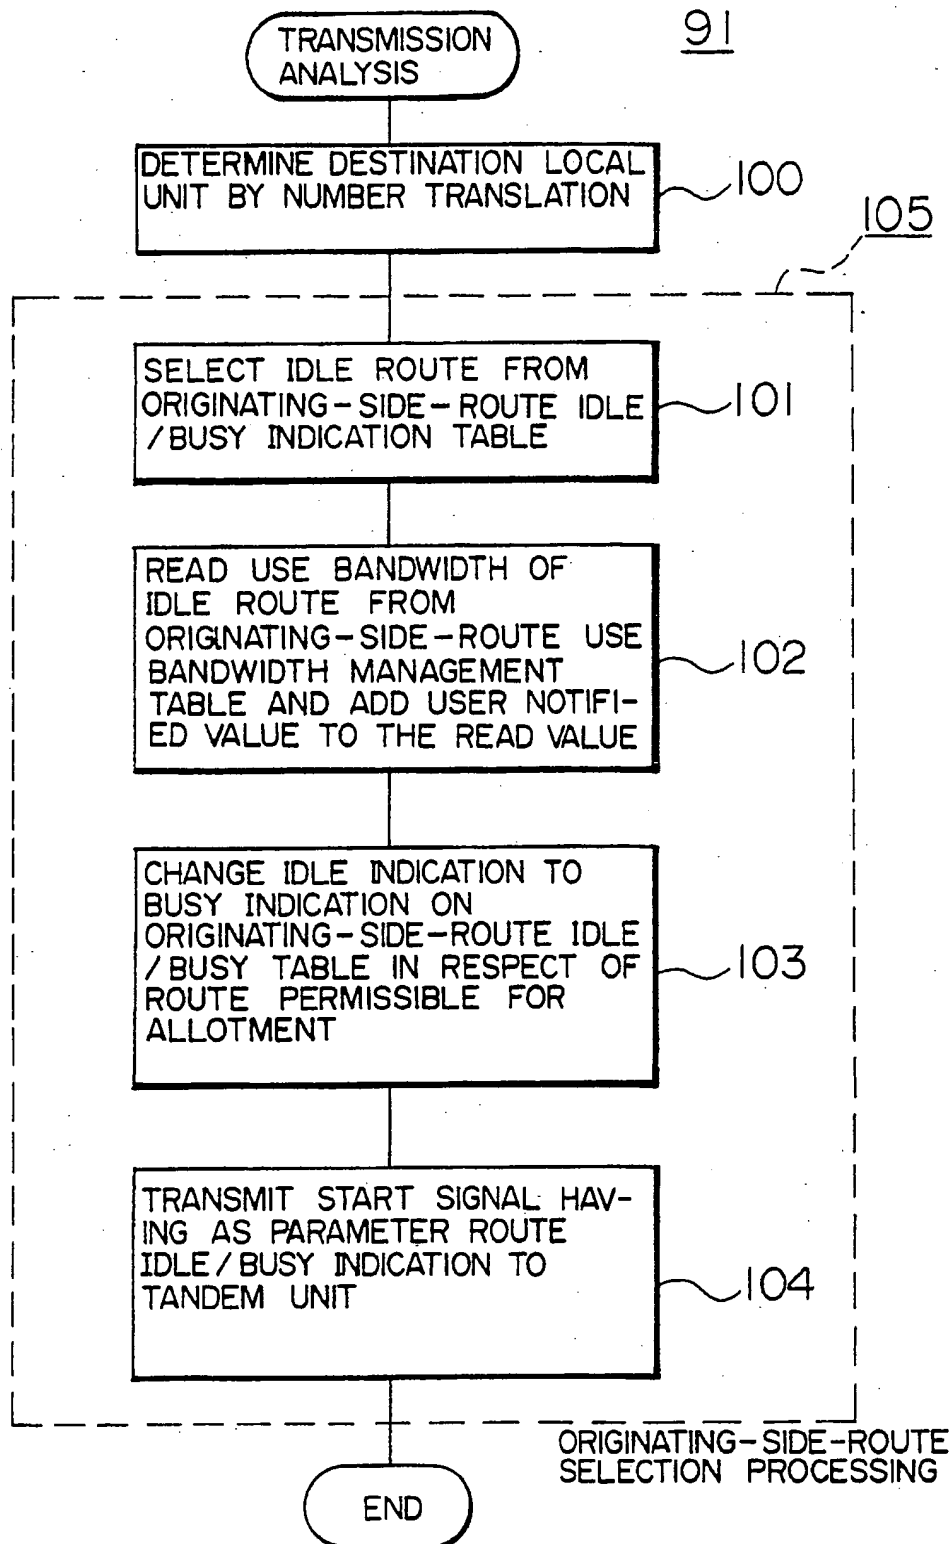 91
TRANSMISSION
ANALYSIS
DETERMINE DESTINATION LOCAL
UNIT BY NUMBER TRANSLATION
100
105
SELECT IDLE ROUTE FROM
ORIGINATING-SIDE-ROUTE IDLE
/BUSY INDICATION TABLE
101
READ USE BANDWIDTH OF
IDLE ROUTE FROM
ORIGINATING-SIDE-ROUTE USE
BANDWIDTH MANAGEMENT
TABLE AND ADD USER NOTIFI-
ED VALUE TO THE READ VALUE
102
CHANGE IDLE INDICATION TO
BUSY INDICATION ON
ORIGINATING-SIDE-ROUTE IDLE
/BUSY TABLE IN RESPECT OF
ROUTE PERMISSIBLE FOR
ALLOTMENT
103
TRANSMIT START SIGNAL HAV-
ING AS PARAMETER ROUTE
IDLE/BUSY INDICATION TO
TANDEM UNIT
104
ORIGINATING-SIDE-ROUTE
SELECTION PROCESSING
END